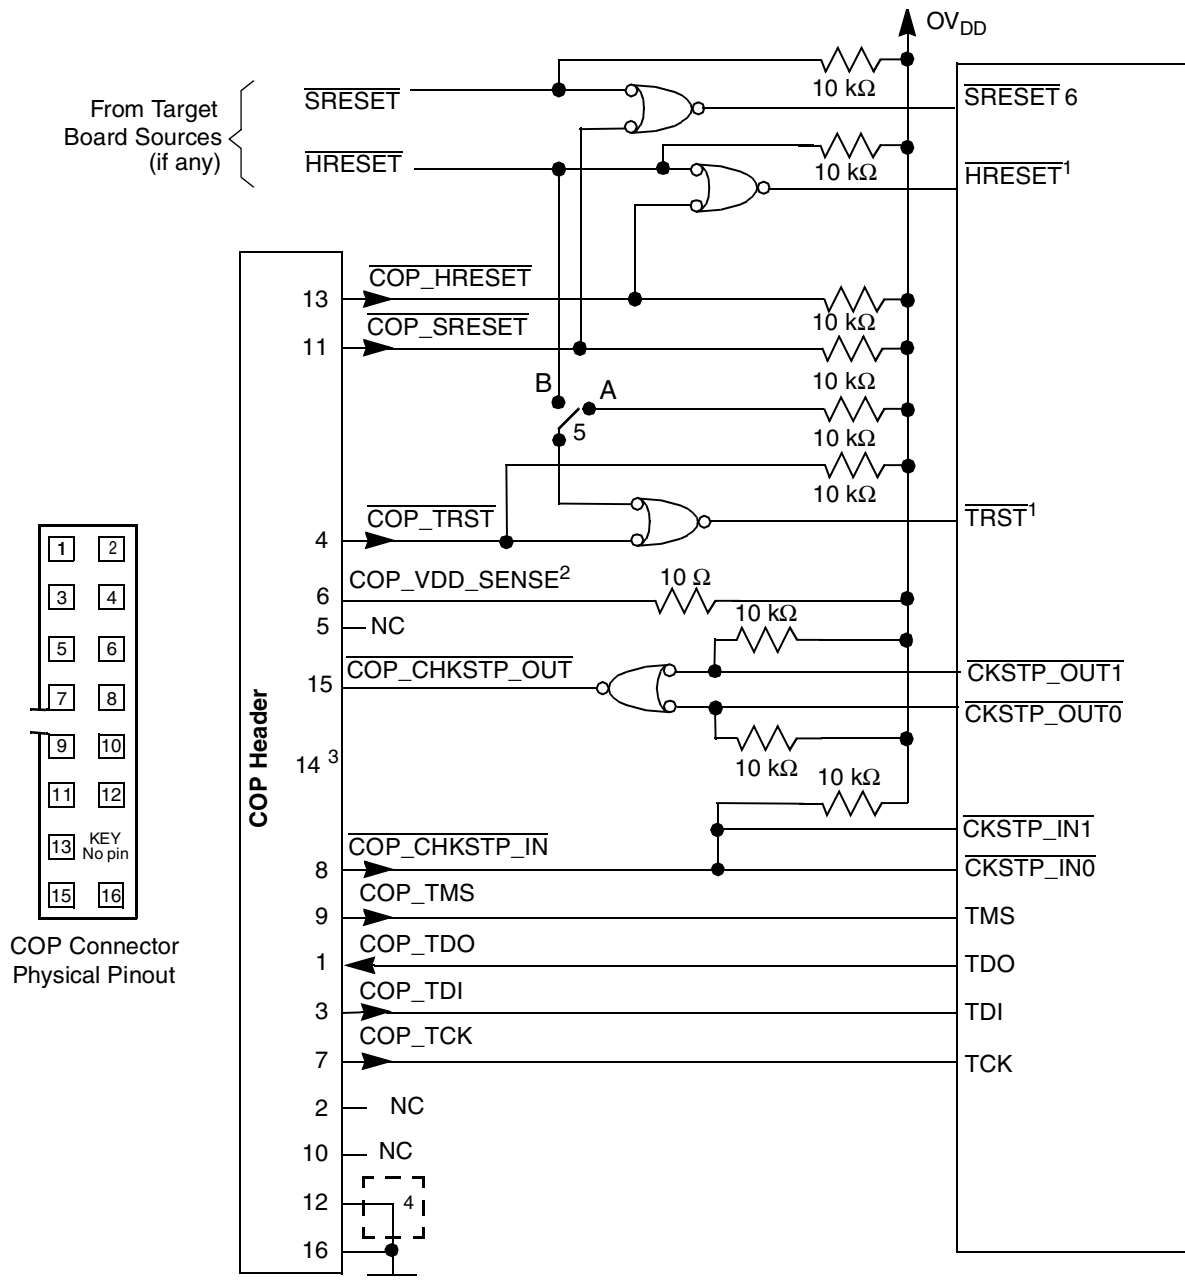 OVDD
10 kΩ
From Target
Board Sources
(if any)
SRESET
SRESET 6
HRESET
10 kΩ
HRESET1
13
COP_HRESET
10 kΩ
11
COP_SRESET
10 kΩ
B
A
5
10 kΩ
10 kΩ
4
COP_TRST
TRST1
6
COP_VDD_SENSE2
10 Ω
5
NC
10 kΩ
15
COP_CHKSTP_OUT
CKSTP_OUT1
CKSTP_OUT0
10 kΩ
14 3
10 kΩ
COP Header
CKSTP_IN1
8
COP_CHKSTP_IN
CKSTP_IN0
9
COP_TMS
TMS
1
COP_TDO
TDO
3
COP_TDI
TDI
7
COP_TCK
TCK
2
NC
10
NC
12
4
16
1 2
3 4
5 6
7 8
9 10
11 12
13 KEY
No pin
15 16
COP Connector
Physical Pinout